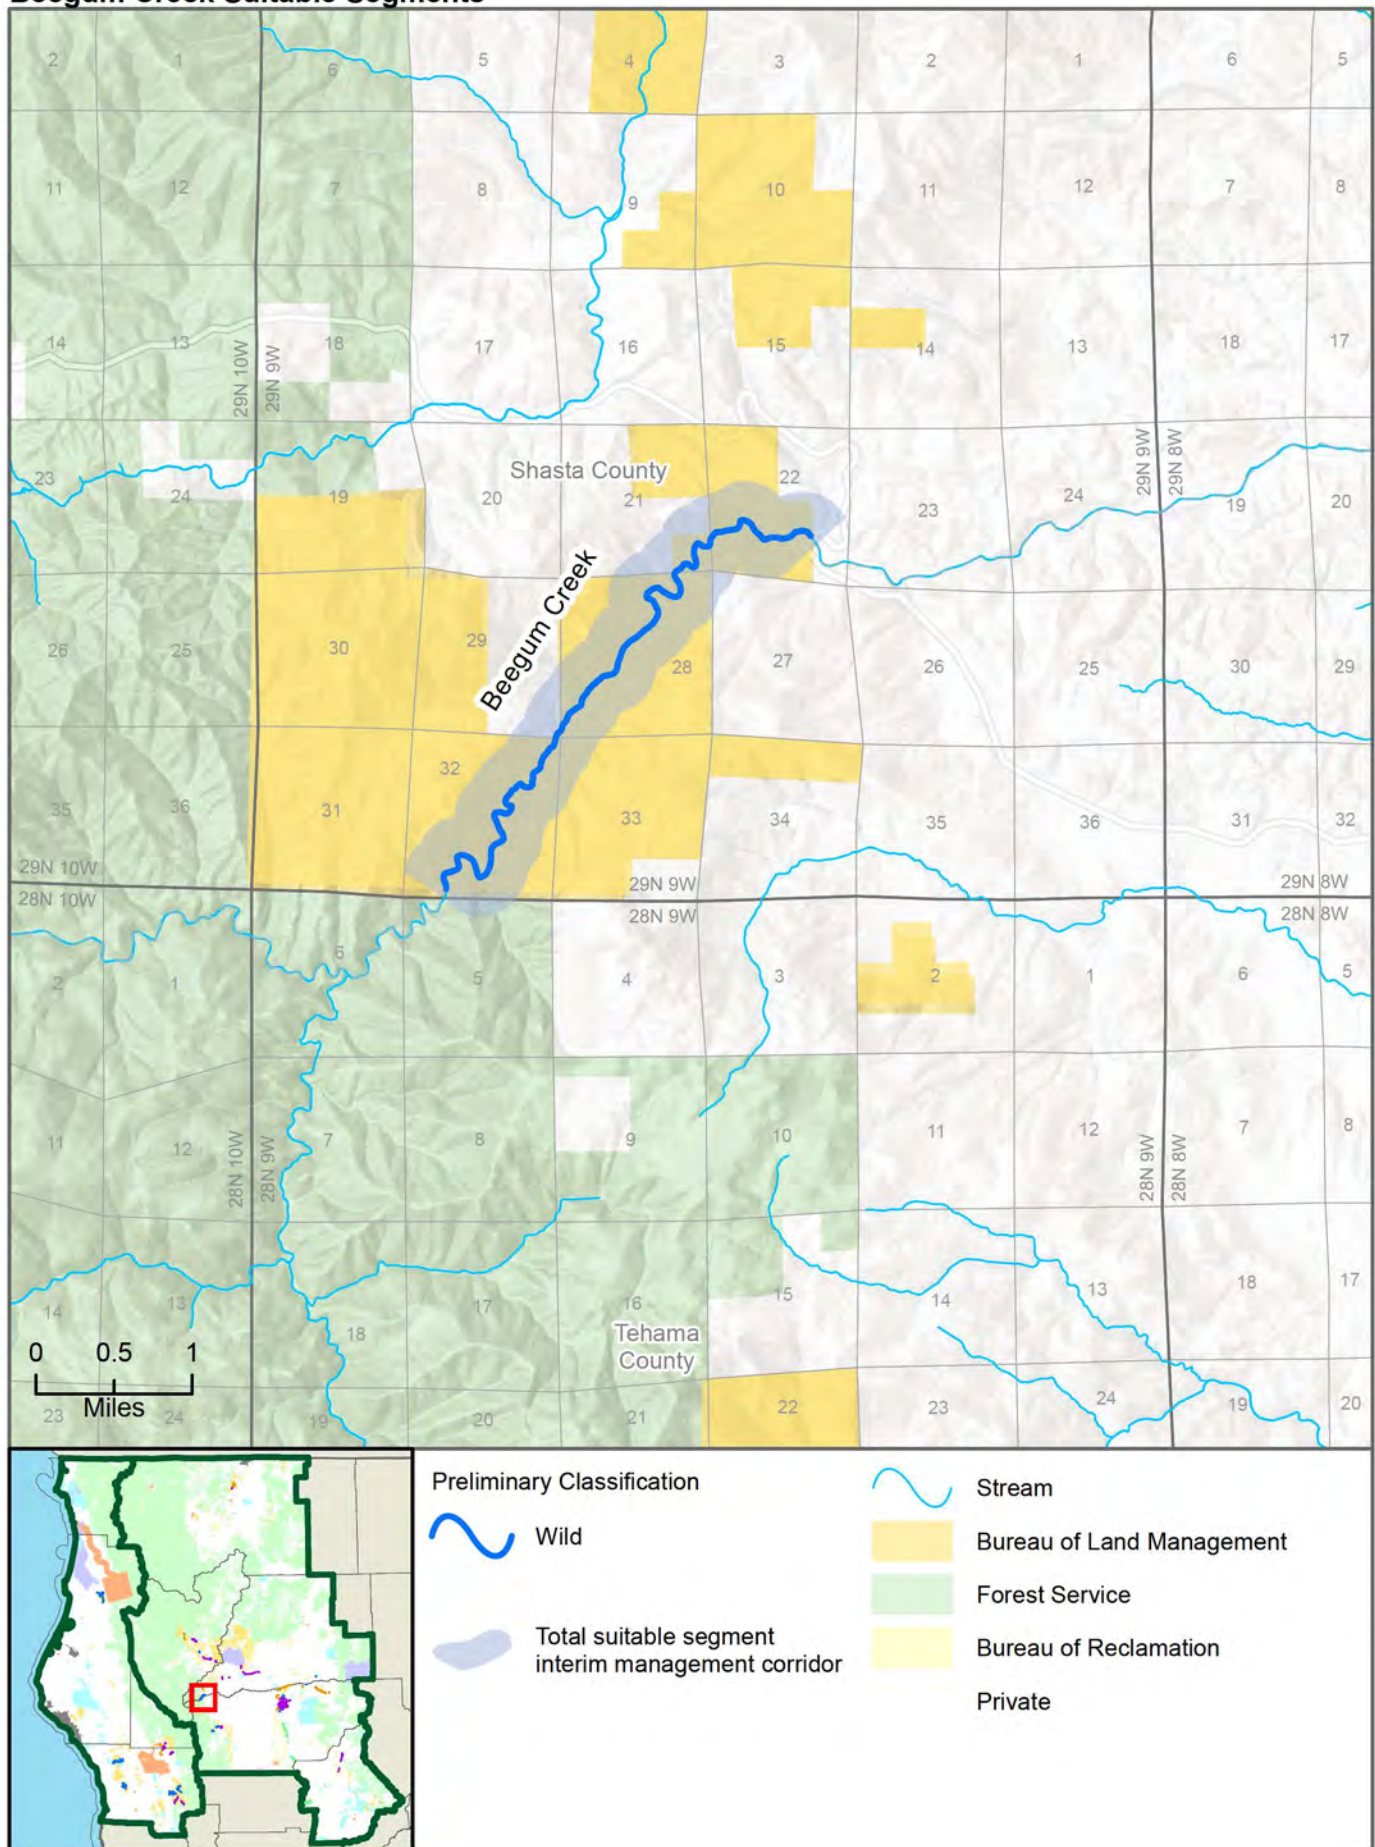 Beegum Creek Suitable Segments
2 1 6 5 4 3 2 1 6 5
11 12 7 8 9 10 11 12 7 8
14 13 18 17 16 15 14 13 18 17
29N 10W
29N 9W
29N 9W
29N 8W
Shasta County
23 24 19 20 21 22 23 24 19 20
Beegum Creek
26 25 30 29 28 27 26 25 30 29
35 36 31 32 33 34 35 36 31 32
29N 10W
28N 10W
29N 9W
28N 9W
29N 8W
28N 8W
2 1 6 5 4 3 2 1 6 5
11 12 7 8 9 10 11 12 7 8
28N 10W
28N 9W
28N 9W
28N 8W
14 13 18 17 16 15 14 13 18 17
Tehama
County
0 0.5 1
Miles
23 24 19 20 21 22 23 24 19 20
Preliminary Classification
Wild
Total suitable segment
interim management corridor
Stream
Bureau of Land Management
Forest Service
Bureau of Reclamation
Private